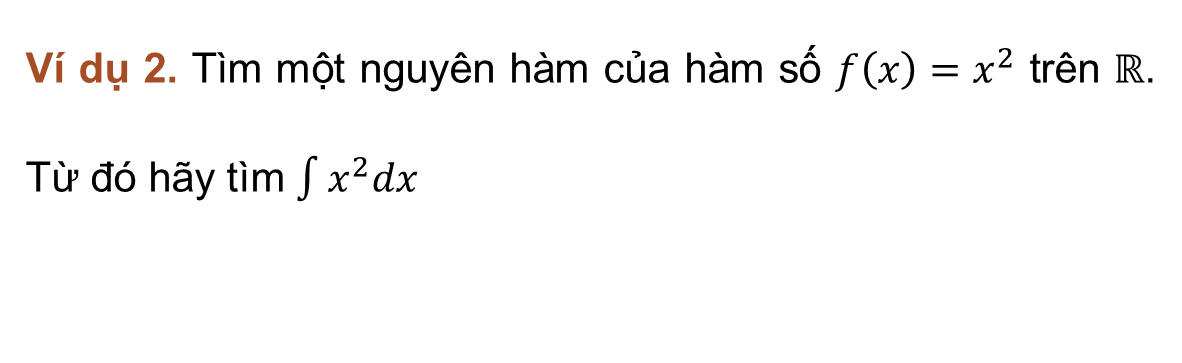 Ví dụ 2. Tìm một nguyên hàm của hàm số 𝑓(𝑥) = 𝑥² trên ℝ.
Từ đó hãy tìm ∫ 𝑥²𝑑𝑥